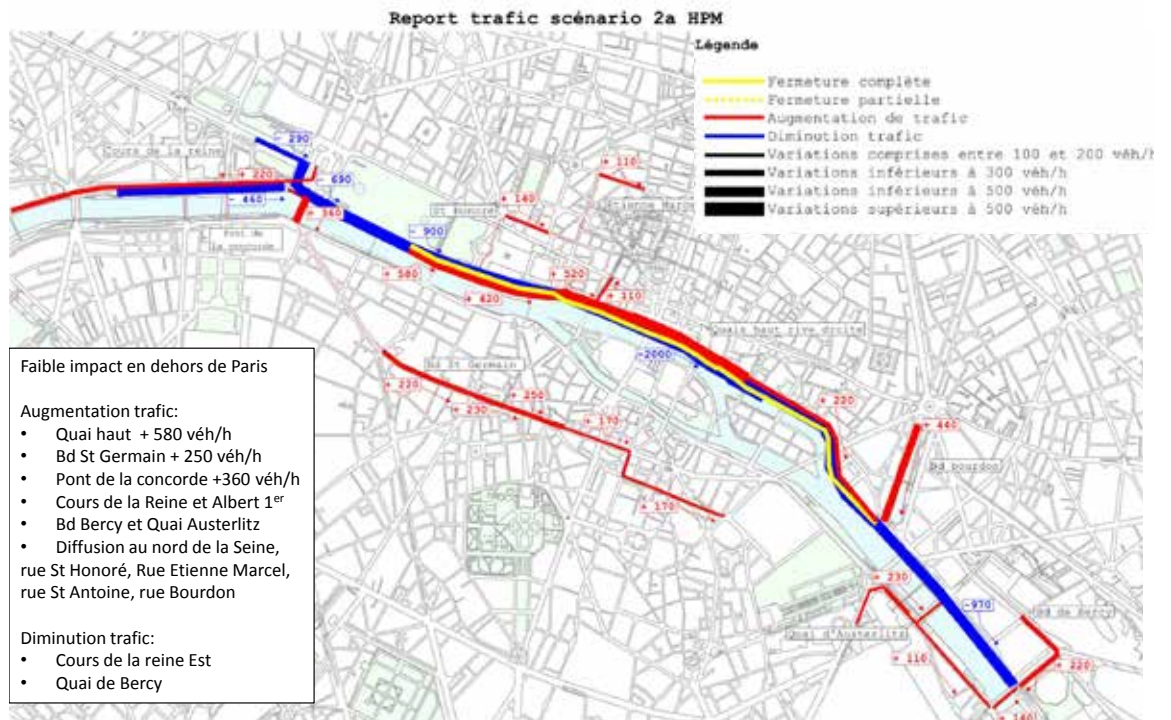 Report trafic scénario 2a HPM
Légende
Fermeture complète
Fermeture partielle
Augmentation de trafic
Diminution trafic
Variations comprises entre 100 et 200 véh/h
Variations inférieurs à 300 véh/h
Variations inférieurs à 500 véh/h
Variations supérieurs à 500 véh/h
- 290
Cours de la reine
+ 220
- 690
- 460
+ 360
Pont de
la concorde
+ 110
+ 140
St Honoré
Etienne Marcel
- 900
+ 580
+ 420
+ 520
+ 110
Quais haut rive droite
-2000
Bd St Germain
+ 220
+ 230
+ 250
+ 170
+ 170
+ 220
+ 440
Bd bourdon
+ 230
-970
Bd de Bercy
Quai d'Austerlitz
+ 110
+ 220
+ 140
Faible impact en dehors de Paris
Augmentation trafic:
• Quai haut + 580 véh/h
• Bd St Germain + 250 véh/h
• Pont de la concorde +360 véh/h
• Cours de la Reine et Albert 1er
• Bd Bercy et Quai Austerlitz
• Diffusion au nord de la Seine,
rue St Honoré, Rue Etienne Marcel,
rue St Antoine, rue Bourdon
Diminution trafic:
• Cours de la reine Est
• Quai de Bercy